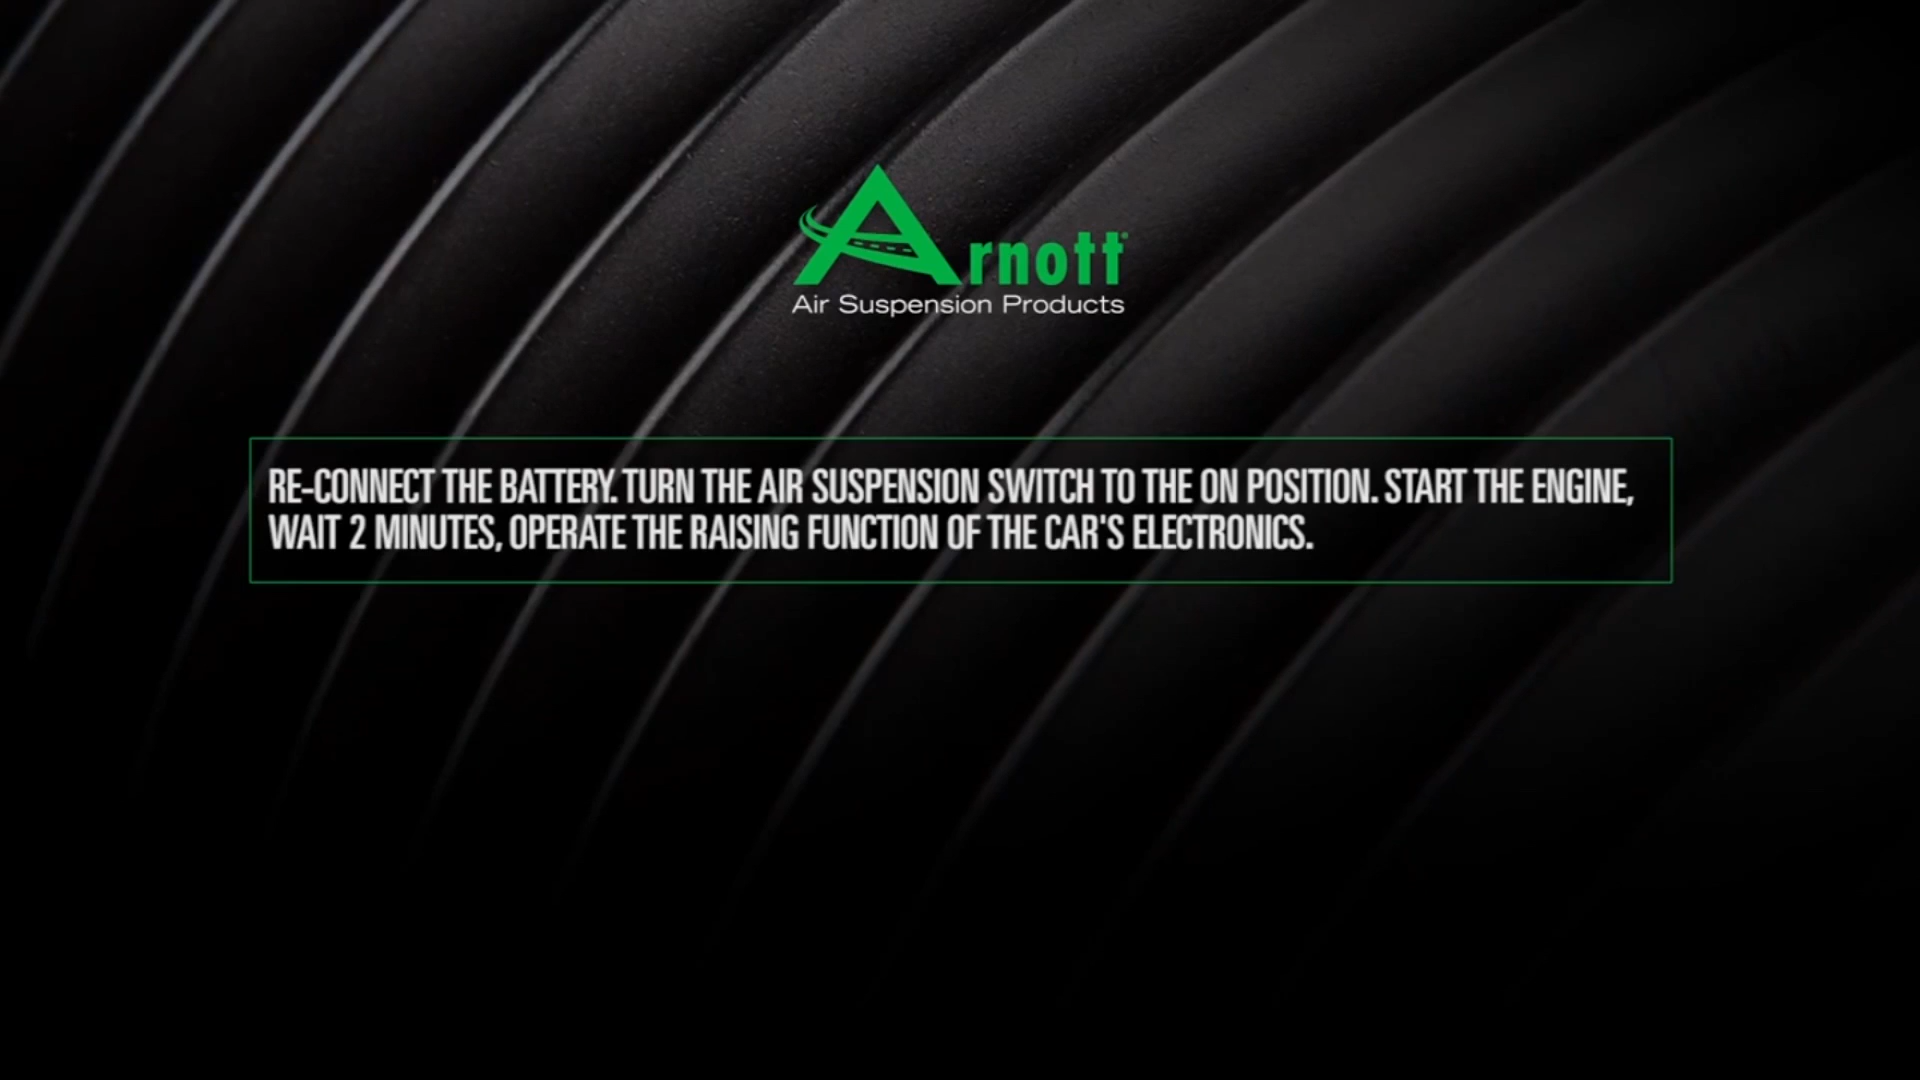 Arnott®
Air Suspension Products
RE-CONNECT THE BATTERY. TURN THE AIR SUSPENSION SWITCH TO THE ON POSITION. START THE ENGINE,
WAIT 2 MINUTES, OPERATE THE RAISING FUNCTION OF THE CAR'S ELECTRONICS.